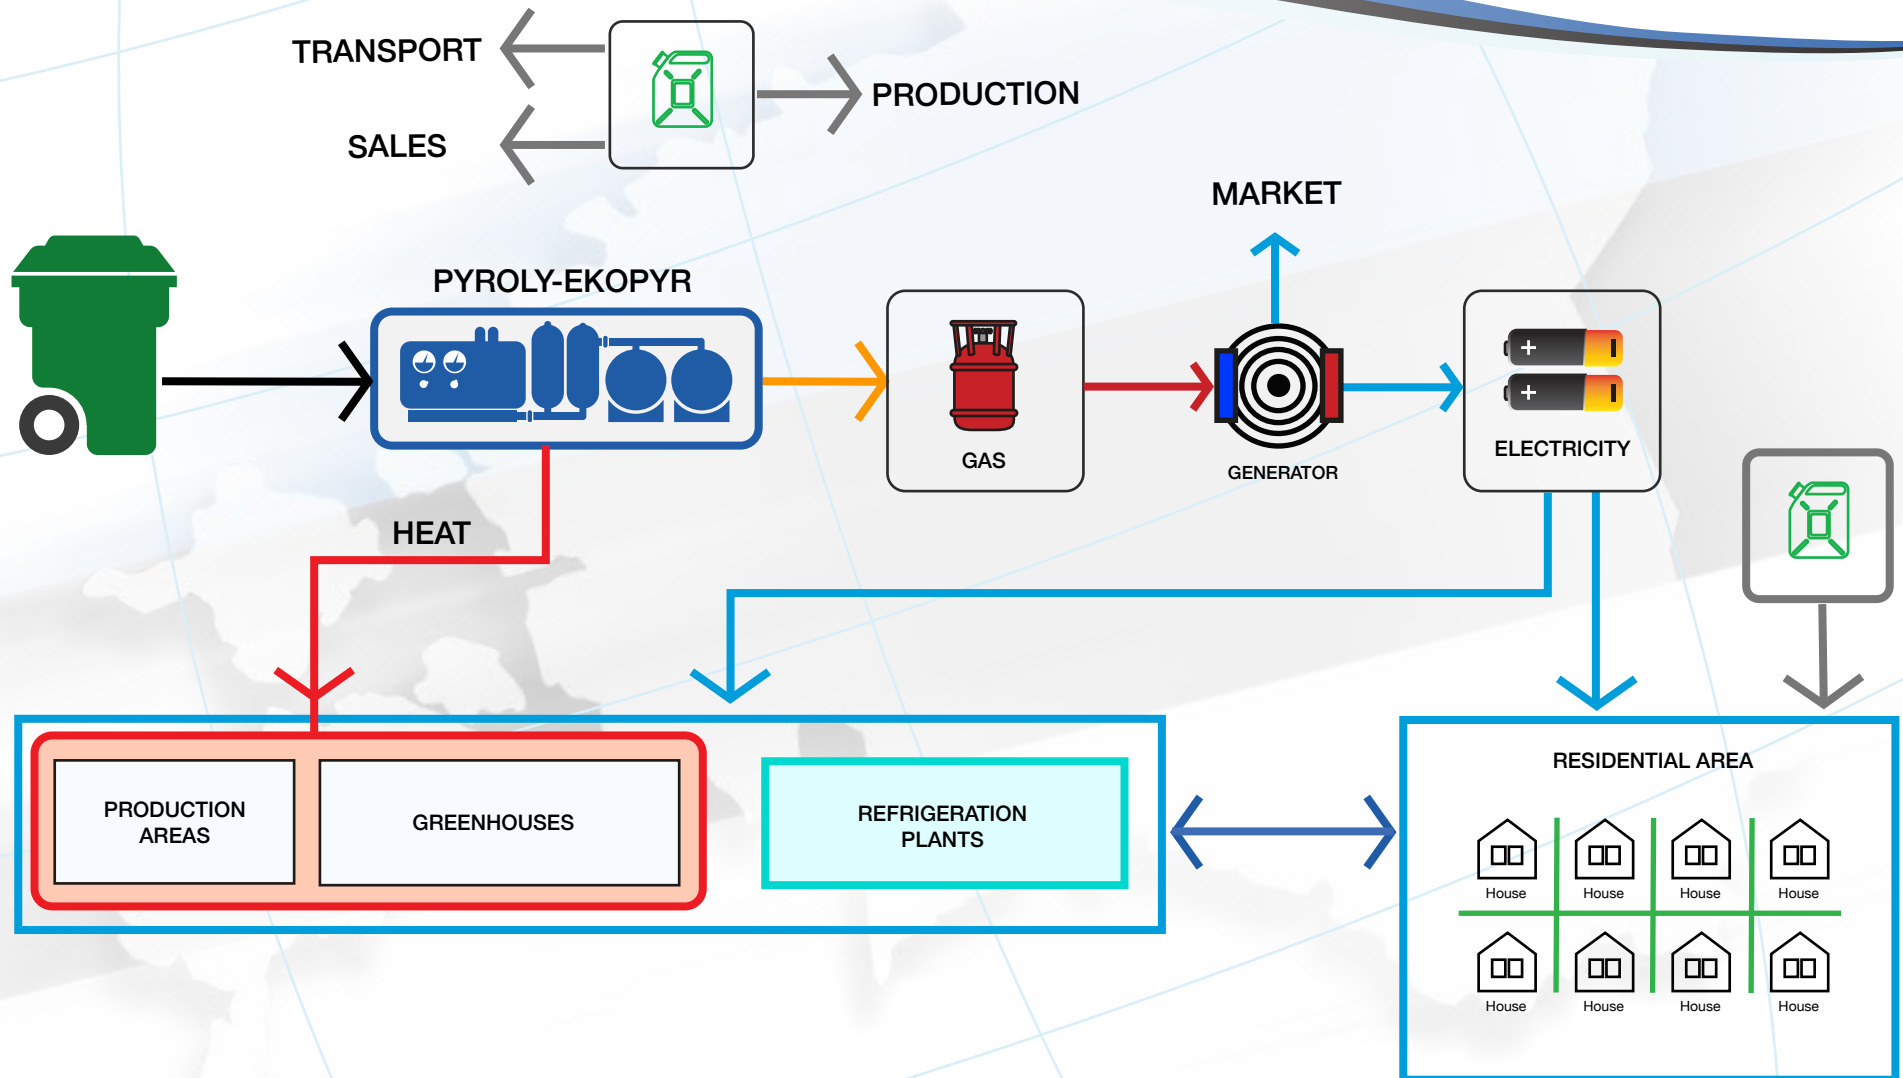 TRANSPORT
PRODUCTION
SALES
MARKET
PYROLY-EKOPYR
GAS
GENERATOR
ELECTRICITY
HEAT
PRODUCTION
AREAS
GREENHOUSES
REFRIGERATION
PLANTS
RESIDENTIAL AREA
House
House
House
House
House
House
House
House